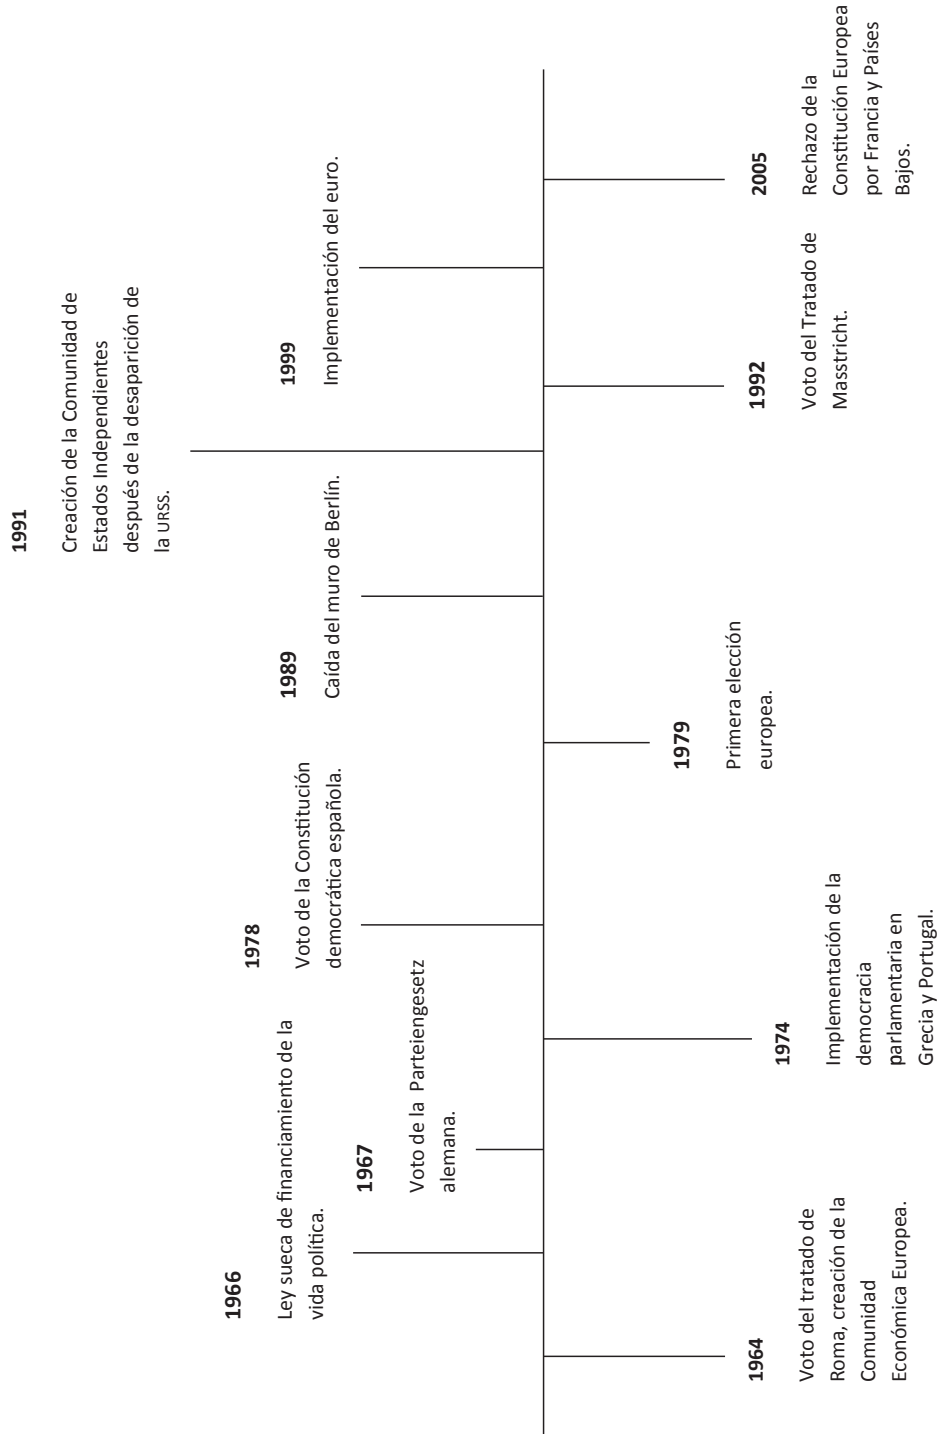 1964
Voto del tratado de
Roma, creación de la
Comunidad
Económica Europea.
1966
Ley sueca de financiamiento de la
vida política.
1967
Voto de la Parteiengesetz
alemana.
1974
Implementación de la
democracia
parlamentaria en
Grecia y Portugal.
1978
Voto de la Constitución
democrática española.
1979
Primera elección
europea.
1989
Caída del muro de Berlín.
1991
Creación de la Comunidad de
Estados Independientes
después de la desaparición de
la URSS.
1992
Voto del Tratado de
Masstricht.
1999
Implementación del euro.
2005
Rechazo de la
Constitución Europea
por Francia y Países
Bajos.